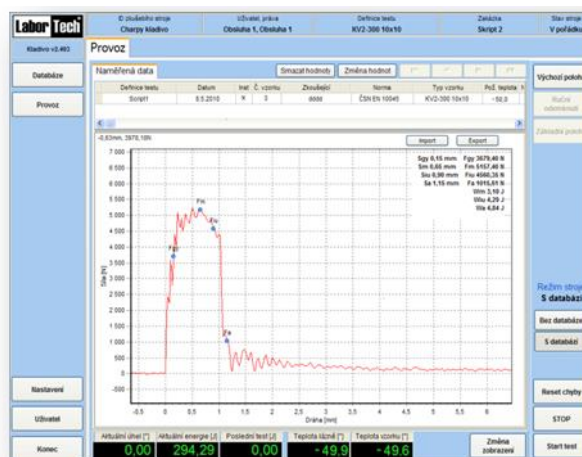 Labor Tech
ID zkušebního stroje
Charpy kladivo
Uživatel, práva
Obsluha 1, Obsluha 1
Definice testu
KV2-300 10x10
Zakázka
Skript 2
Stav stroje
V pořádku
Kladivo v2.493
Provoz
Databáze
Provoz
Nastavení
Uživatel
Konec
Naměřená data
Smazat hodnoty
Změna hodnot
Definice testu Datum Inst Č. vzorku Zkoušející Norma Typ vzorku Pož. teplota
Script1 6.5.2010 3 dddd ČSN EN 10045 KV2-300 10x10 -50,0
-0,63mm, 3978,18N
Import
Export
Sgy 0,15 mm Fgy 3679,40 N
Sm 0,65 mm Fm 5157,40 N
Siu 0,90 mm Fiu 4560,35 N
Sa 1,15 mm Fa 1015,61 N
Wm 3,10 J
Wiu 4,29 J
Wa 4,84 J
Síla [N]
7 000
6 500
6 000
5 500
5 000
4 500
4 000
3 500
3 000
2 500
2 000
1 500
1 000
500
0
-500
Fgy
Fm
Fiu
Fa
-0,5 0 0,5 1 1,5 2 2,5 3 3,5 4 4,5 5 5,5 6
Dráha [mm]
Aktuální úhel [°]
0,00
Aktuální energie [J]
294,29
Poslední test [J]
0,00
Teplota lázně [°]
-49,9
Teplota vzorku [°]
-49,6
Změna
zobrazení
Výchozí poloha
Ruční
odemknutí
Základní poloha
Režim stroje
S databází
Bez databáze
S databází
Reset chyby
STOP
Start test